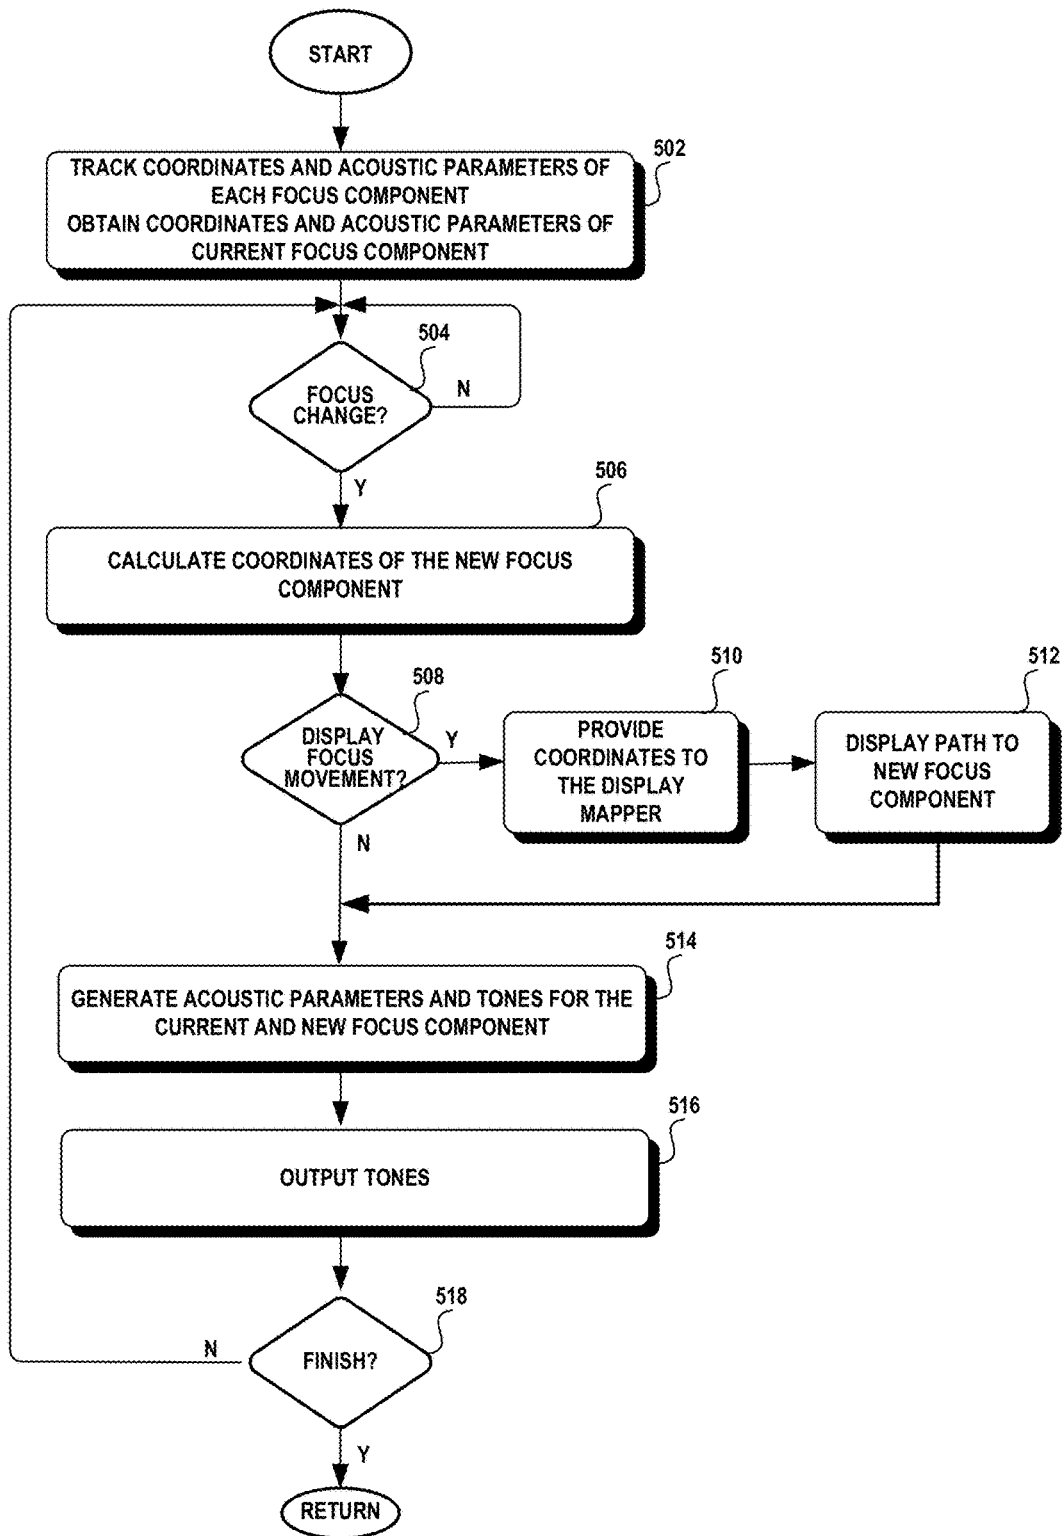 START
502
TRACK COORDINATES AND ACOUSTIC PARAMETERS OF
EACH FOCUS COMPONENT
OBTAIN COORDINATES AND ACOUSTIC PARAMETERS OF
CURRENT FOCUS COMPONENT
504
FOCUS
CHANGE?
N
Y
506
CALCULATE COORDINATES OF THE NEW FOCUS
COMPONENT
508
DISPLAY
FOCUS
MOVEMENT?
Y
N
510
PROVIDE
COORDINATES TO
THE DISPLAY
MAPPER
512
DISPLAY PATH TO
NEW FOCUS
COMPONENT
514
GENERATE ACOUSTIC PARAMETERS AND TONES FOR THE
CURRENT AND NEW FOCUS COMPONENT
516
OUTPUT TONES
518
FINISH?
N
Y
RETURN